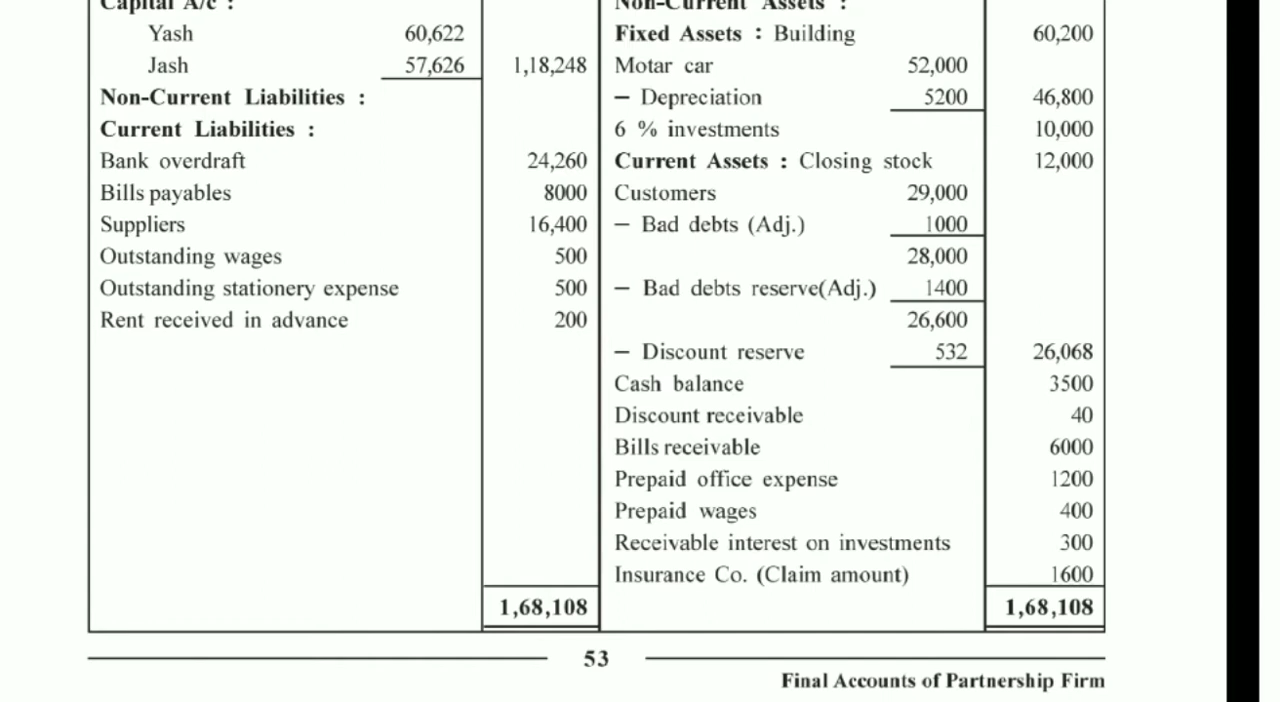 Capital A/c :
Yash 60,622
Jash 57,626 1,18,248
Non-Current Liabilities :
Current Liabilities :
Bank overdraft 24,260
Bills payables 8000
Suppliers 16,400
Outstanding wages 500
Outstanding stationery expense 500
Rent received in advance 200
1,68,108
Non-Current Assets :
Fixed Assets : Building 60,200
Motar car 52,000
– Depreciation 5200 46,800
6 % investments 10,000
Current Assets : Closing stock 12,000
Customers 29,000
– Bad debts (Adj.) 1000
28,000
– Bad debts reserve(Adj.) 1400
26,600
– Discount reserve 532 26,068
Cash balance 3500
Discount receivable 40
Bills receivable 6000
Prepaid office expense 1200
Prepaid wages 400
Receivable interest on investments 300
Insurance Co. (Claim amount) 1600
1,68,108
53
Final Accounts of Partnership Firm